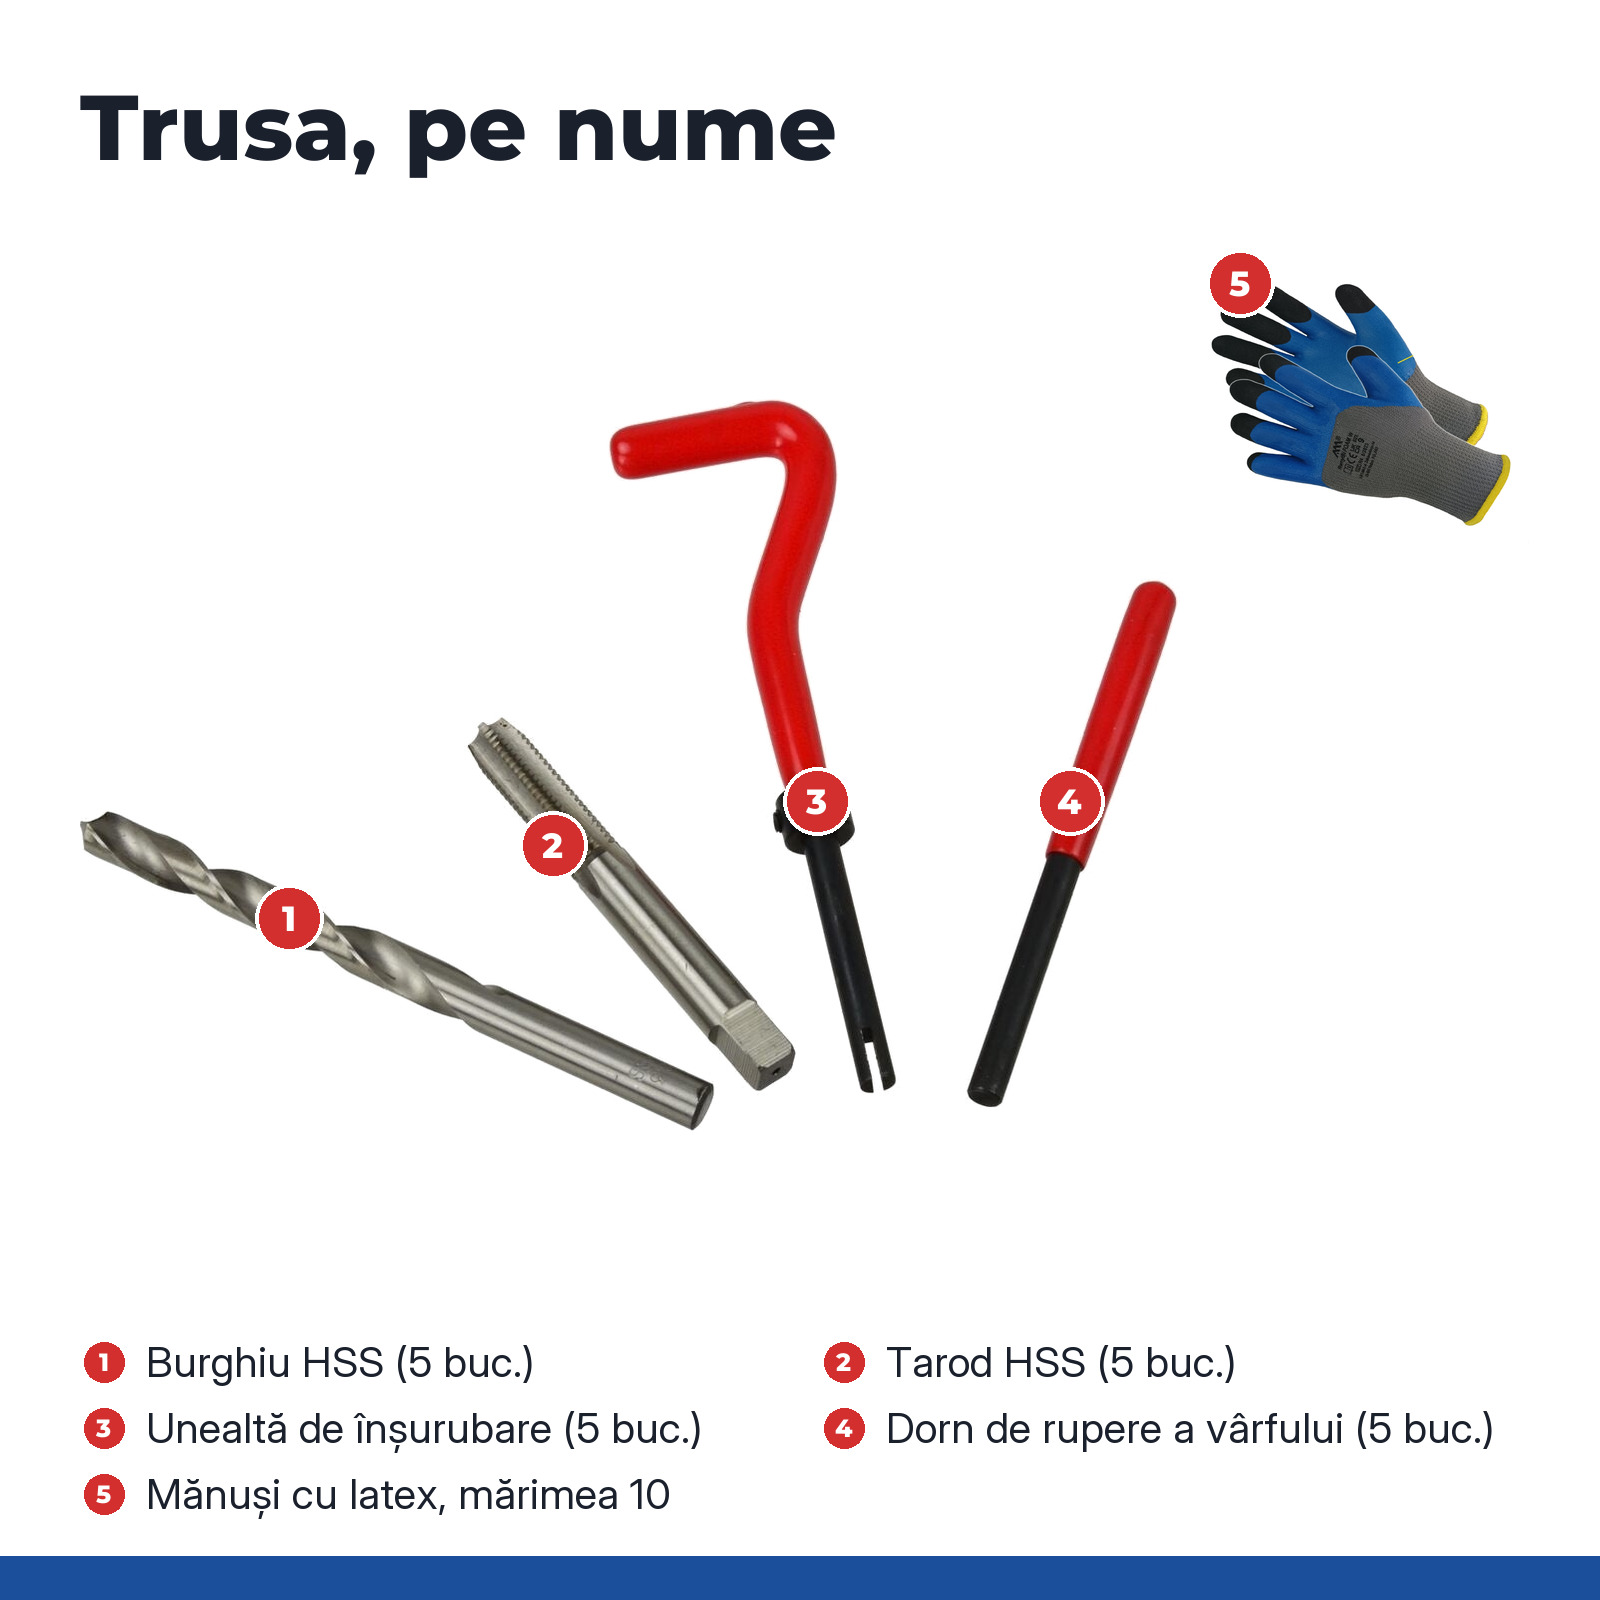 Trusa, pe nume
5
3
4
2
1
1 Burghiu HSS (5 buc.)
2 Tarod HSS (5 buc.)
3 Unealtă de înșurubare (5 buc.)
4 Dorn de rupere a vârfului (5 buc.)
5 Mănuși cu latex, mărimea 10